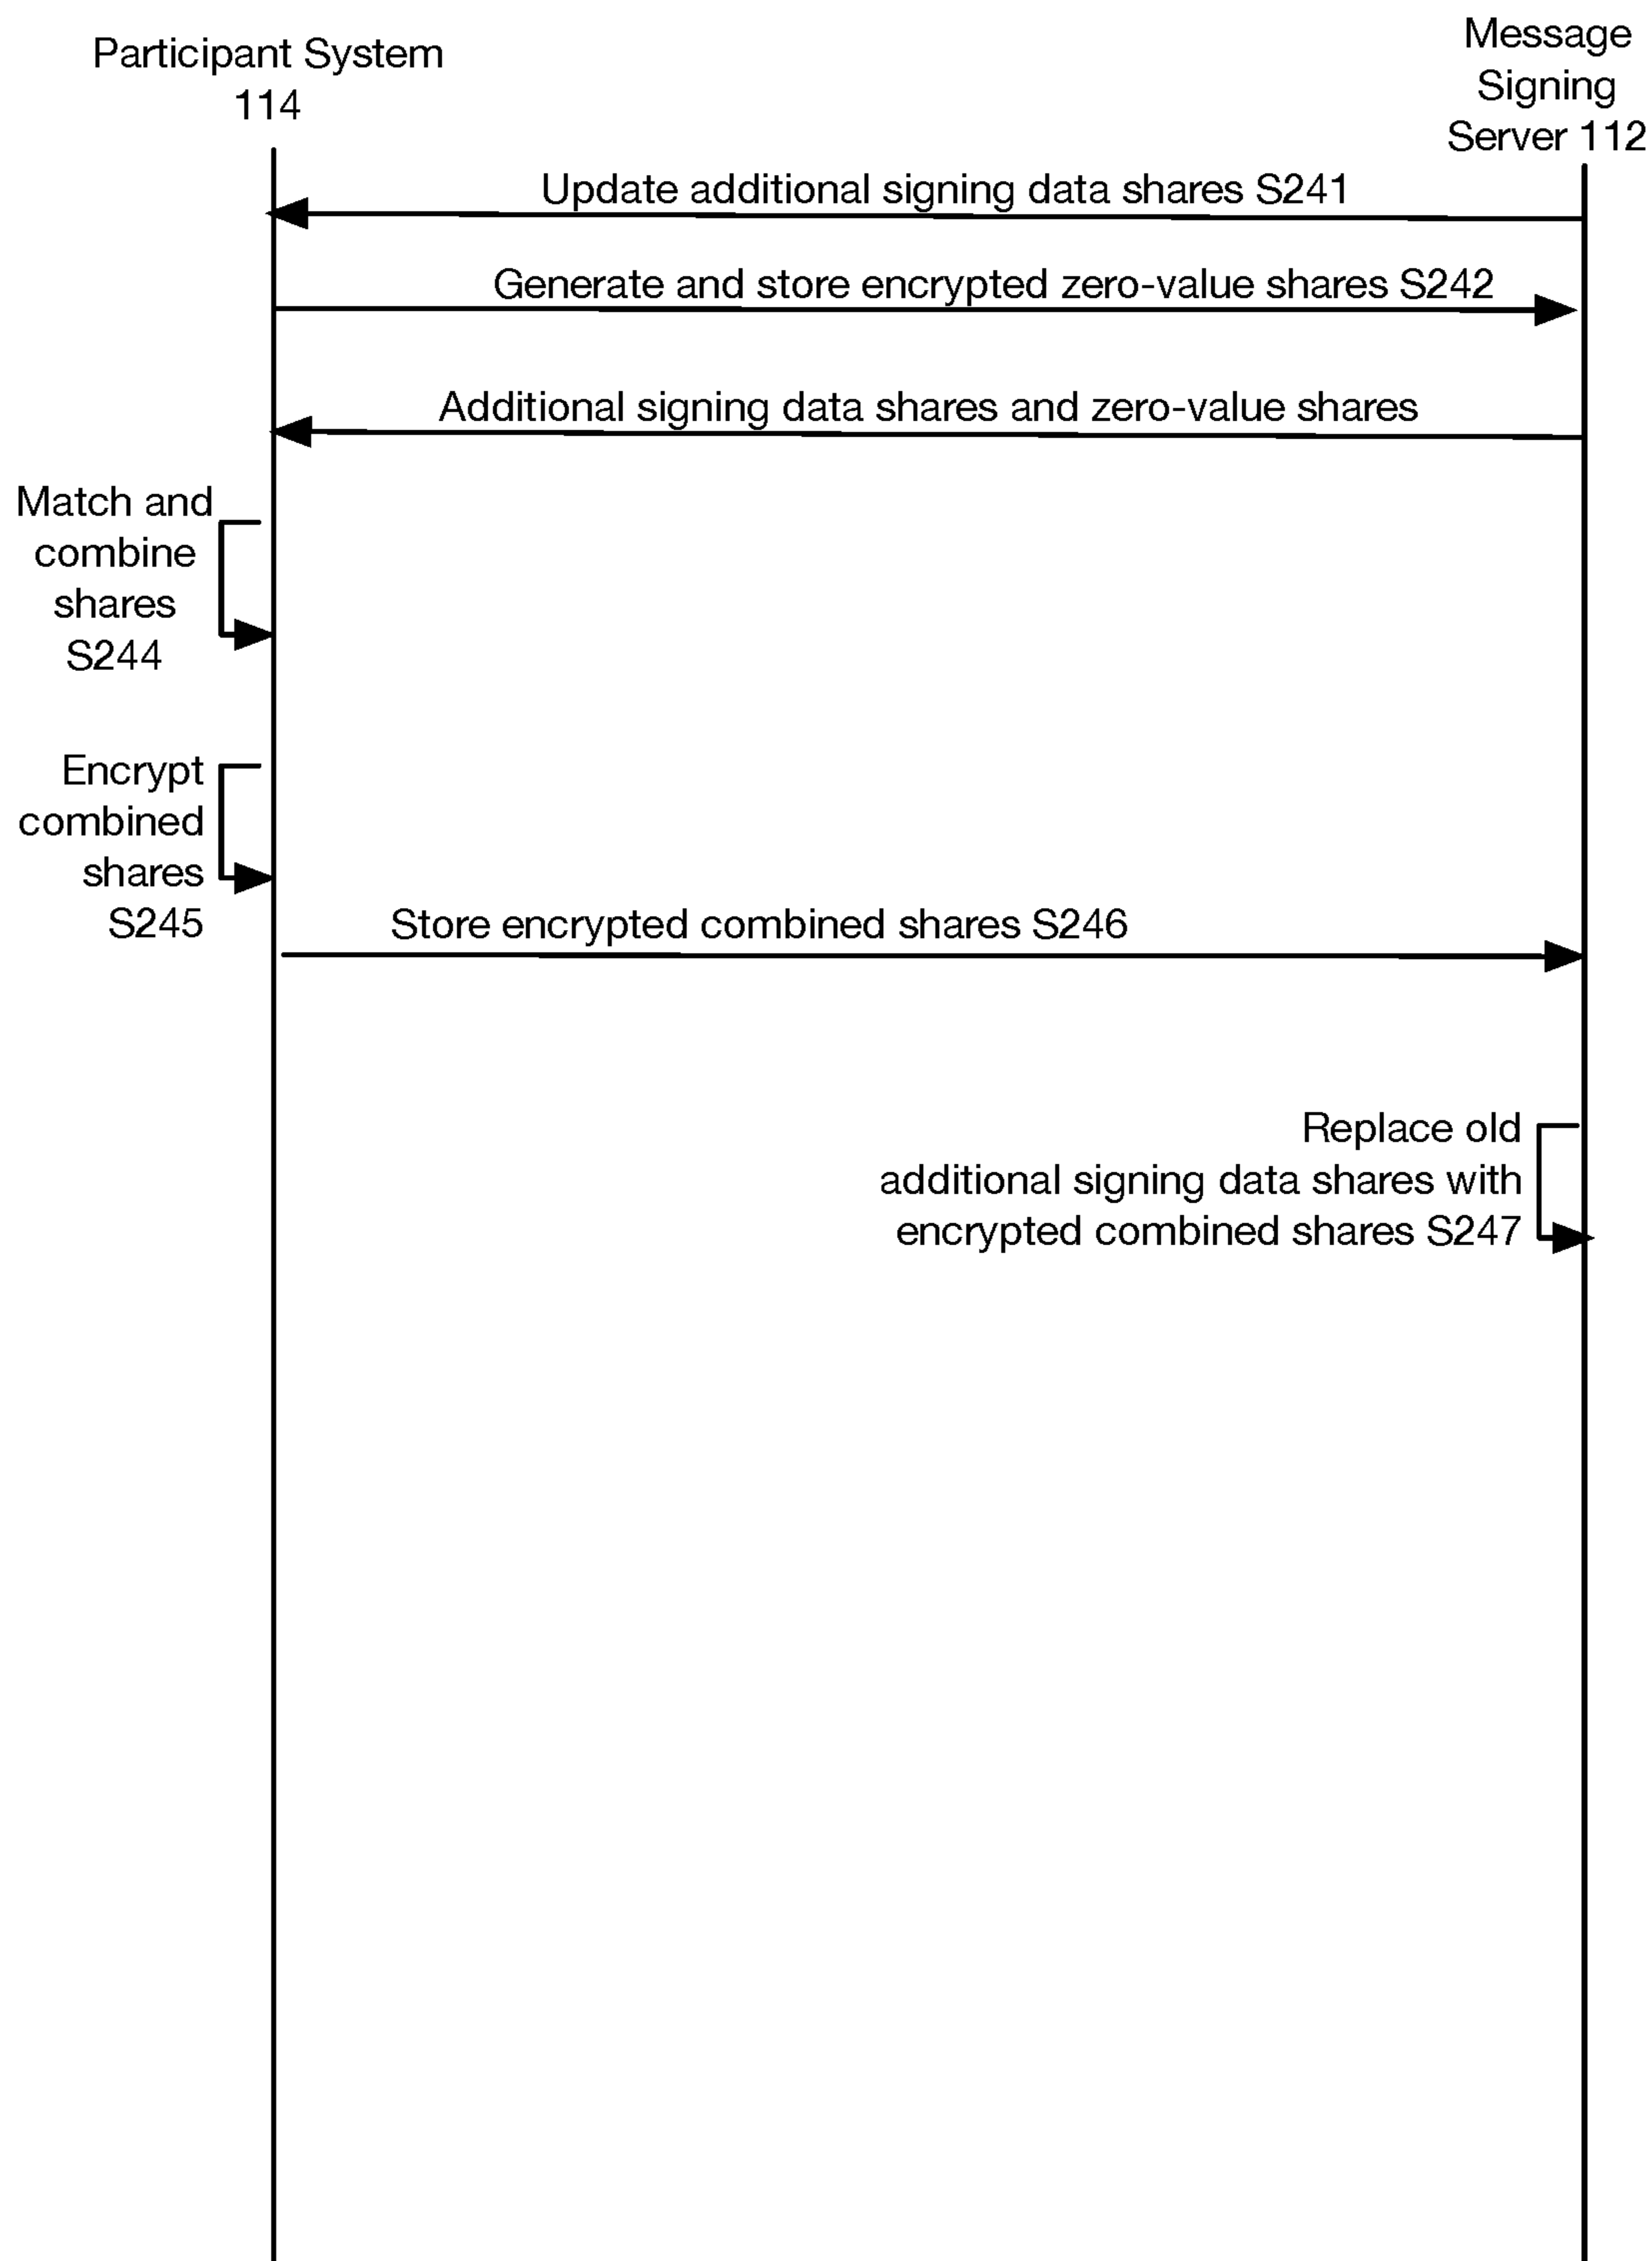 Participant System
114
Message
Signing
Server 112
Update additional signing data shares S241
Generate and store encrypted zero-value shares S242
Additional signing data shares and zero-value shares
Match and
combine
shares
S244
Encrypt
combined
shares
S245
Store encrypted combined shares S246
Replace old
additional signing data shares with
encrypted combined shares S247